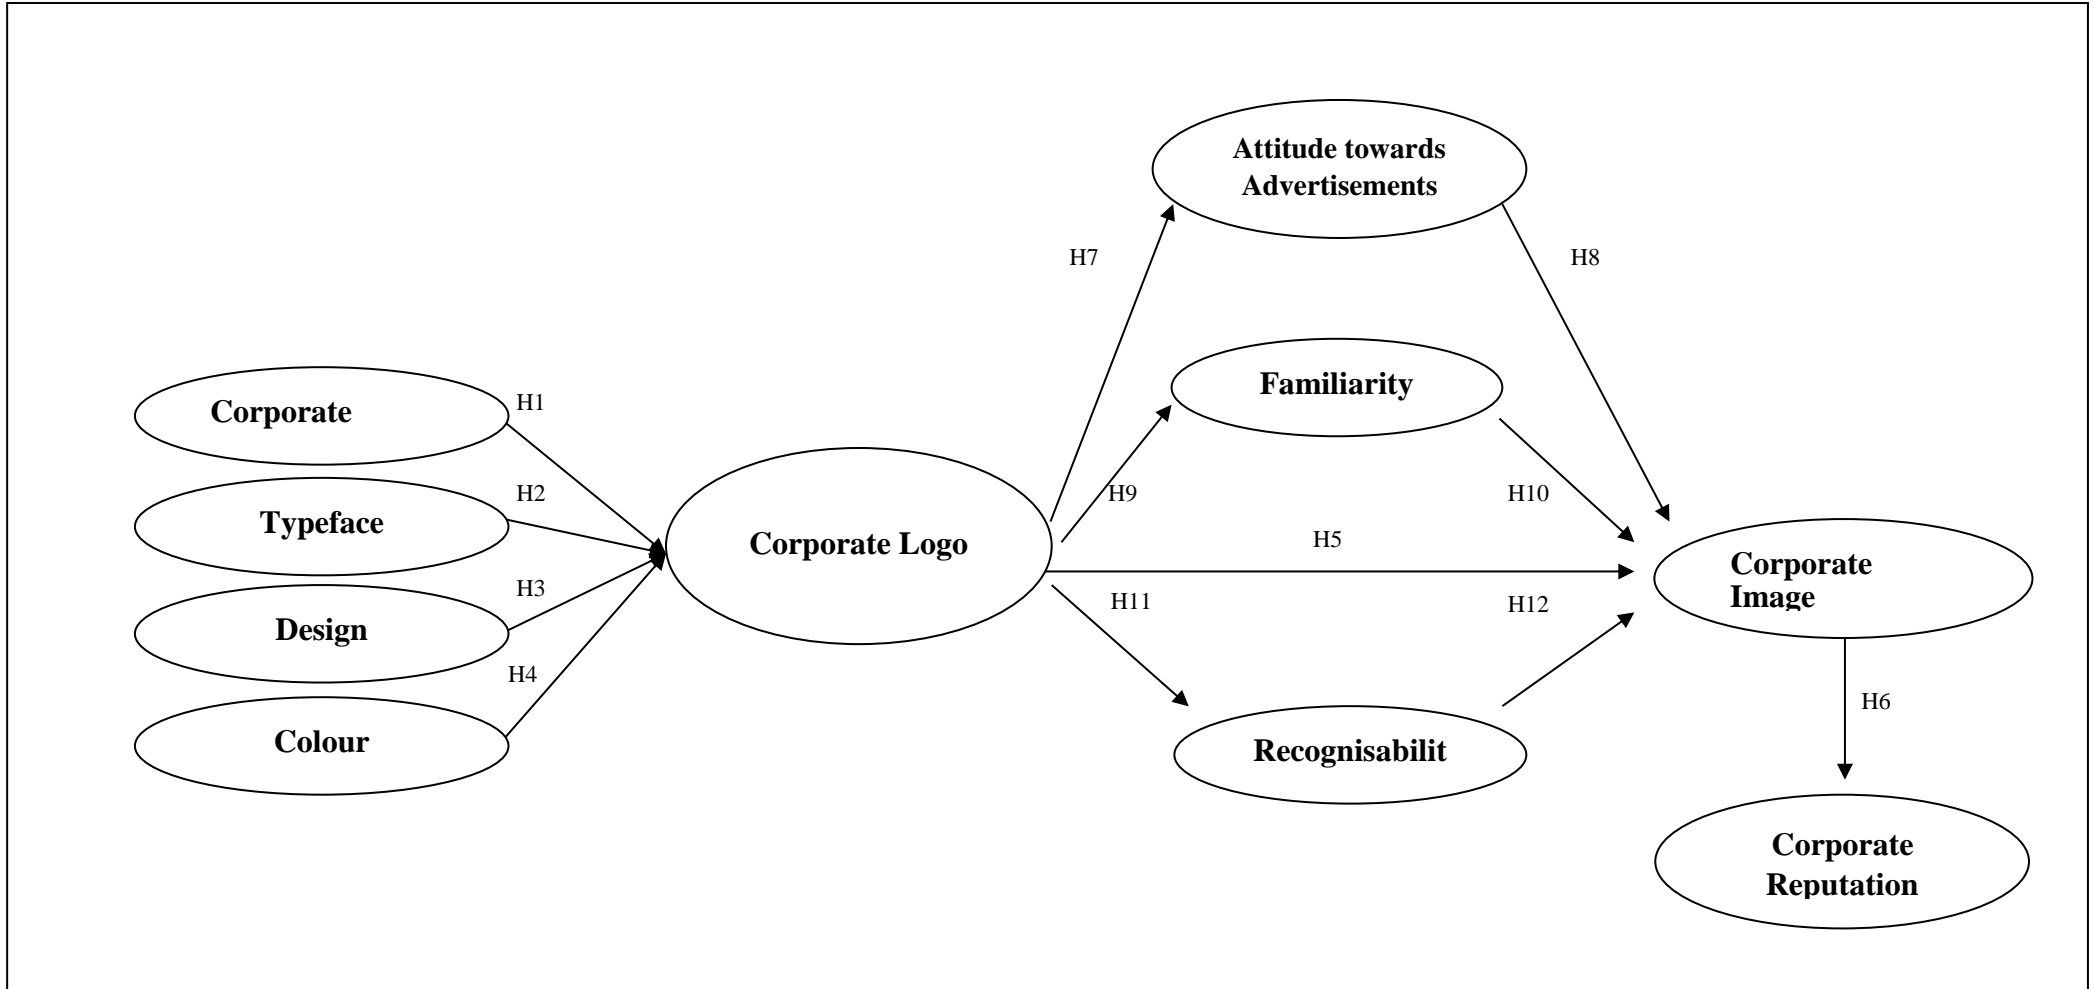 Attitude towards
Advertisements
H7
H8
Familiarity
Corporate
H1
Typeface
H2
H9
H10
Corporate Logo
H5
Corporate
Image
Design
H3
H11
H12
H4
Colour
Recognisabilit
H6
Corporate
Reputation